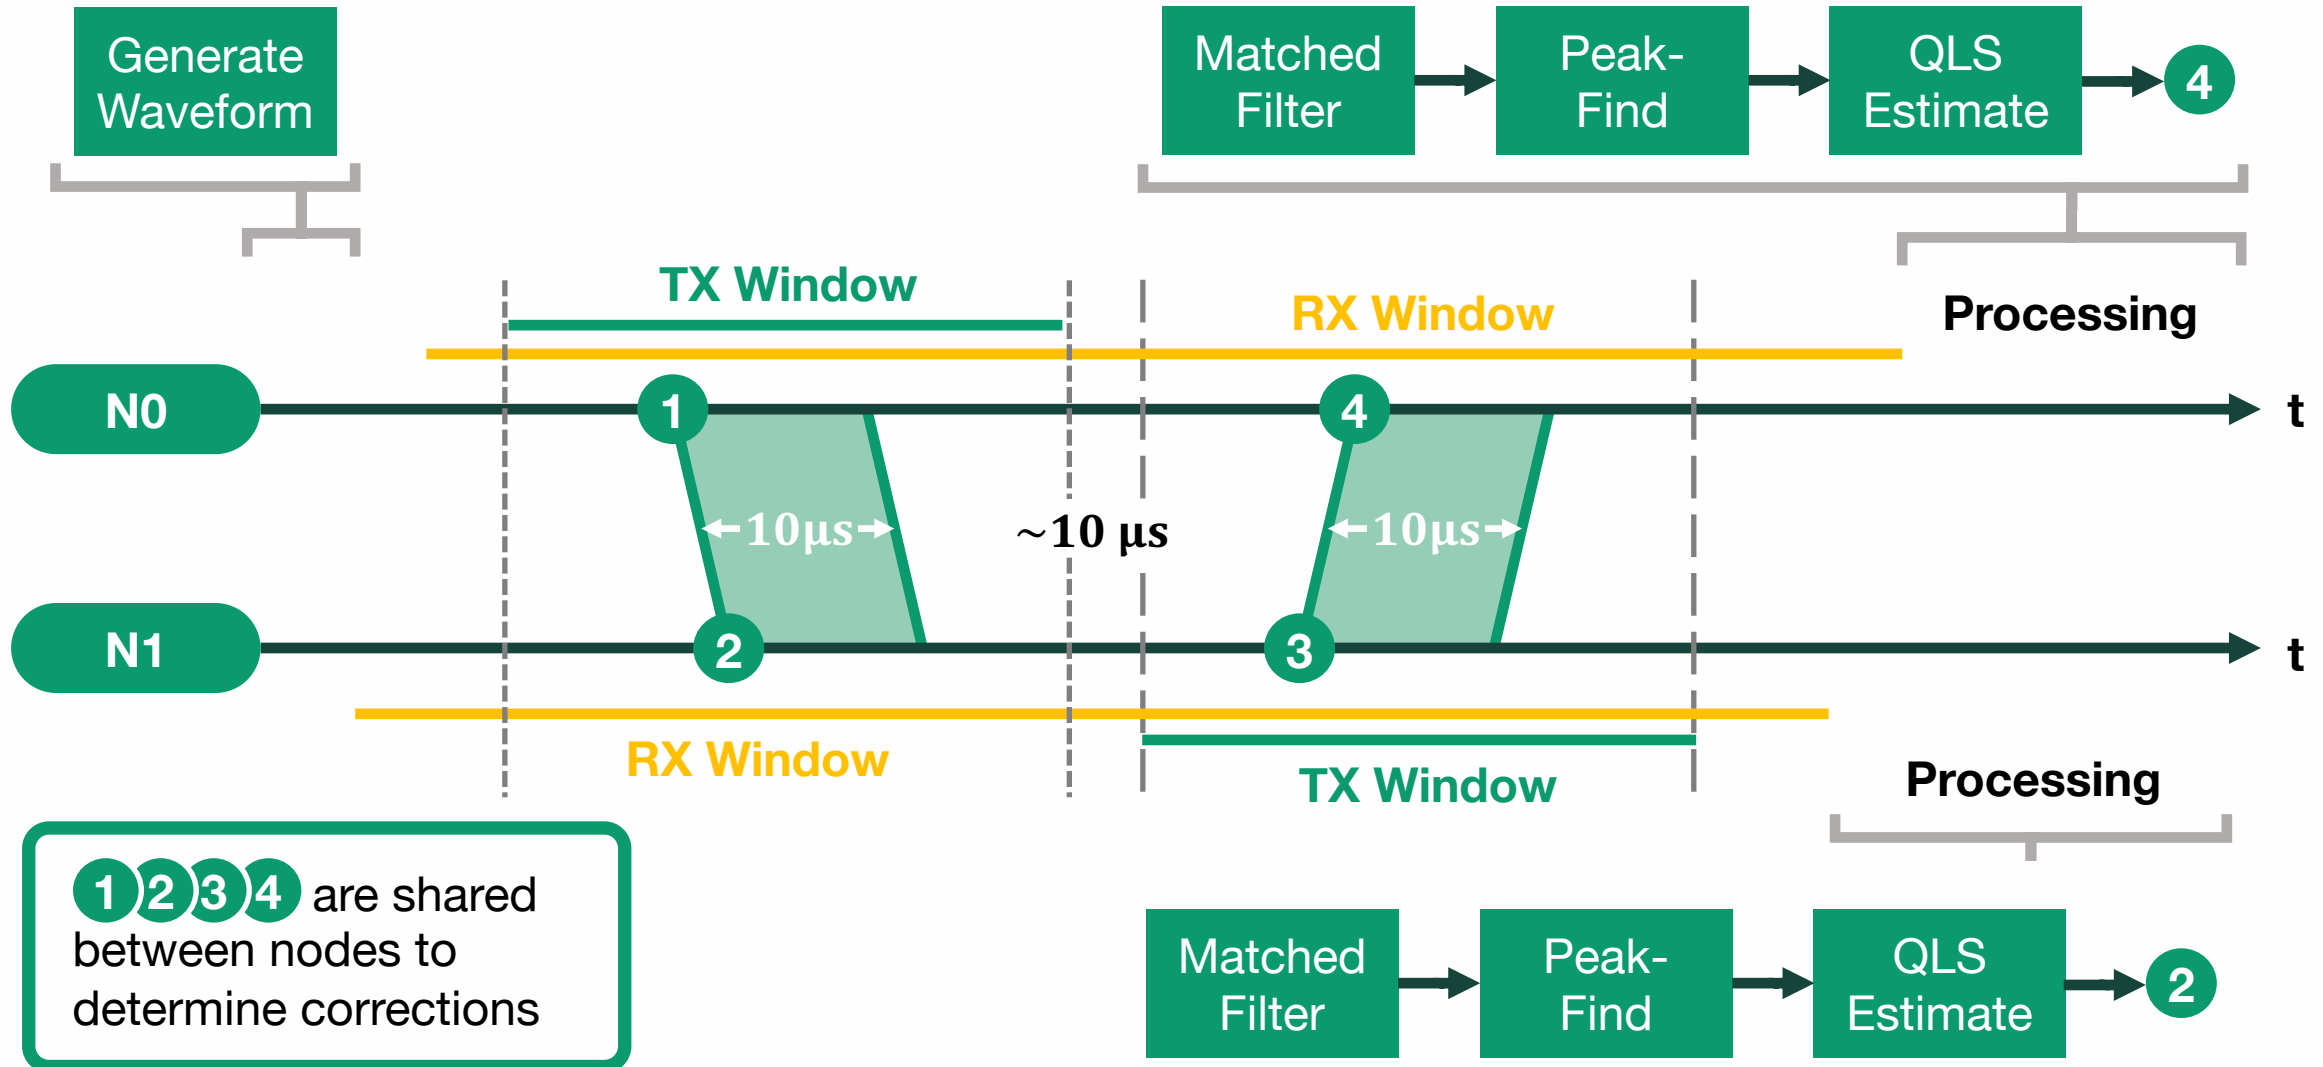 Generate
Waveform
Matched
Filter
Peak-
Find
QLS
Estimate
4
TX Window
RX Window
Processing
N0
1
4
t
10μs
~10 μs
10μs
N1
2
3
t
RX Window
TX Window
Processing
1 2 3 4 are shared
between nodes to
determine corrections
Matched
Filter
Peak-
Find
QLS
Estimate
2